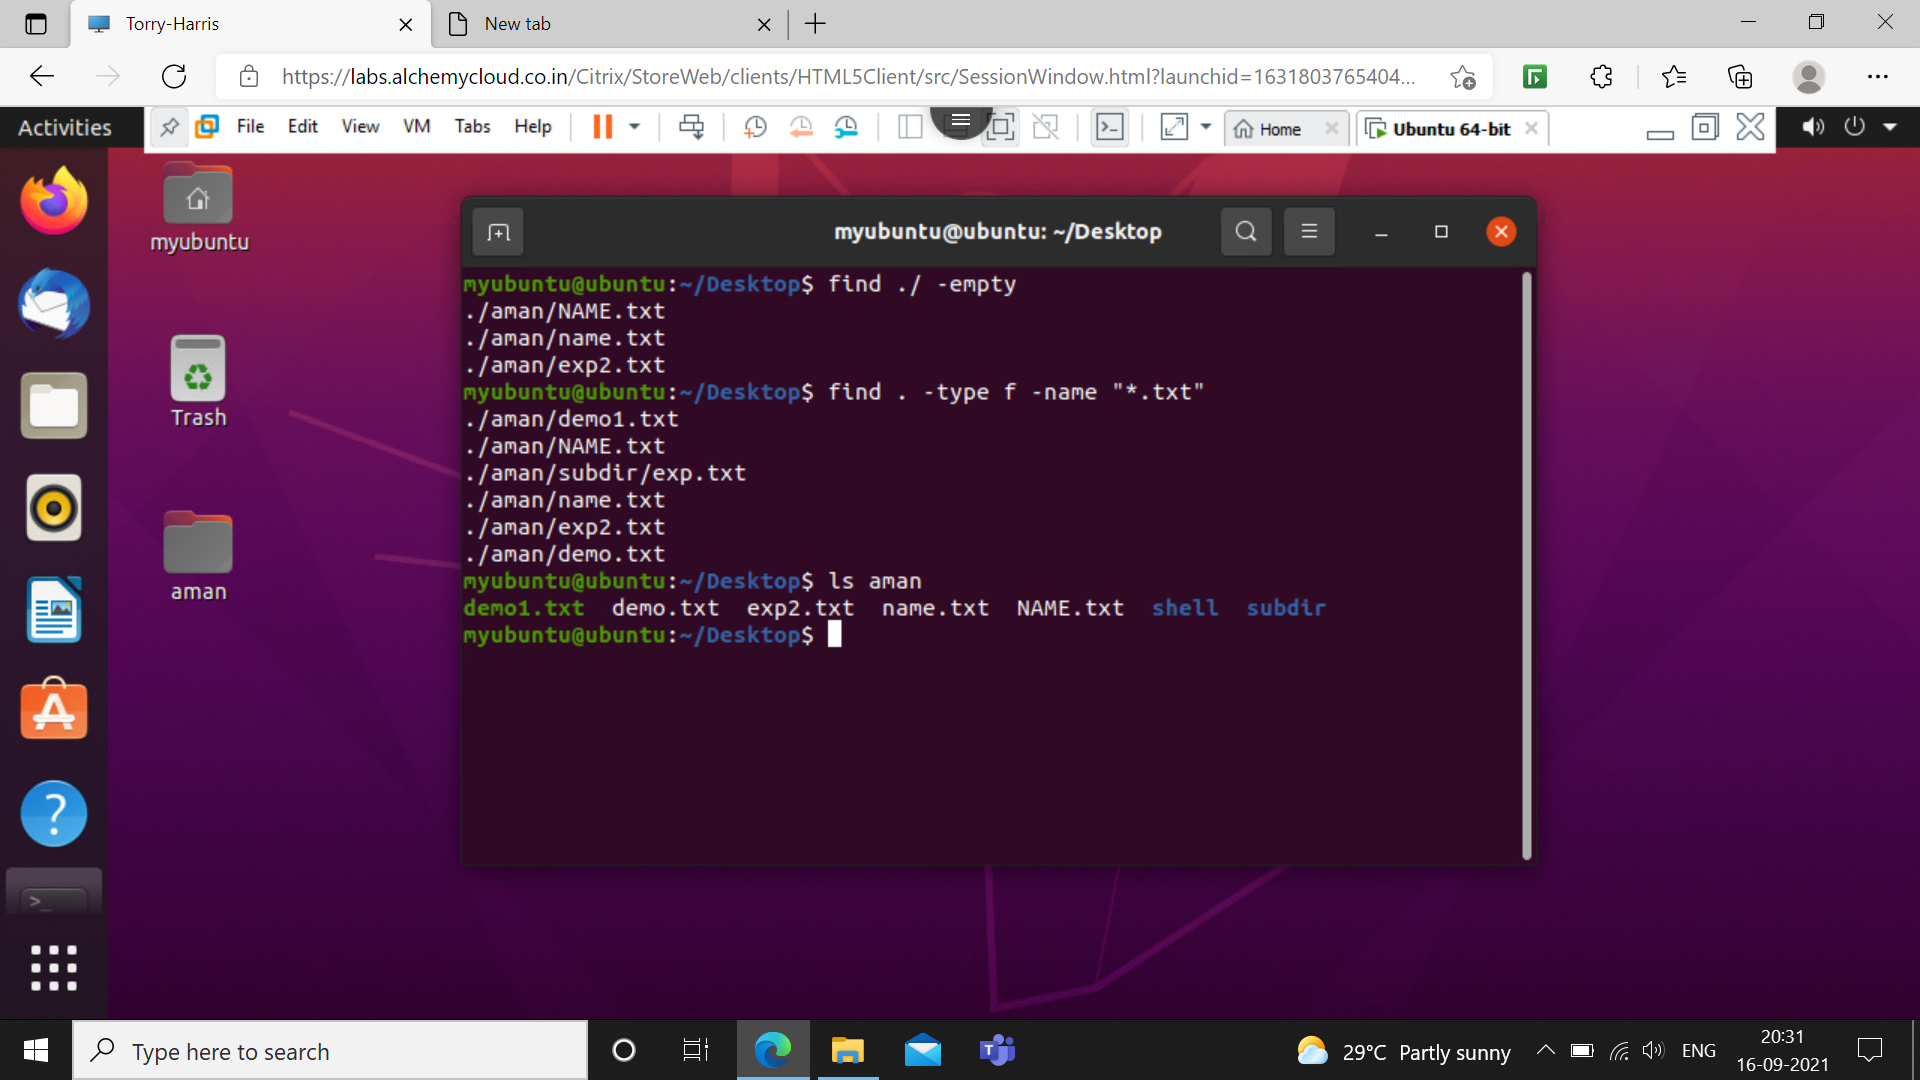 Torry-Harris
New tab
https://labs.alchemycloud.co.in/Citrix/StoreWeb/clients/HTML5Client/src/SessionWindow.html?launchid=1631803765404...
Activities
File Edit View VM Tabs Help
Home
Ubuntu 64-bit
myubuntu
Trash
aman
myubuntu@ubuntu: ~/Desktop
myubuntu@ubuntu:~/Desktop$ find ./ -empty
./aman/NAME.txt
./aman/name.txt
./aman/exp2.txt
myubuntu@ubuntu:~/Desktop$ find . -type f -name "*.txt"
./aman/demo1.txt
./aman/NAME.txt
./aman/subdir/exp.txt
./aman/name.txt
./aman/exp2.txt
./aman/demo.txt
myubuntu@ubuntu:~/Desktop$ ls aman
demo1.txt demo.txt exp2.txt name.txt NAME.txt shell subdir
myubuntu@ubuntu:~/Desktop$
Type here to search
29°C Partly sunny
ENG
20:31
16-09-2021